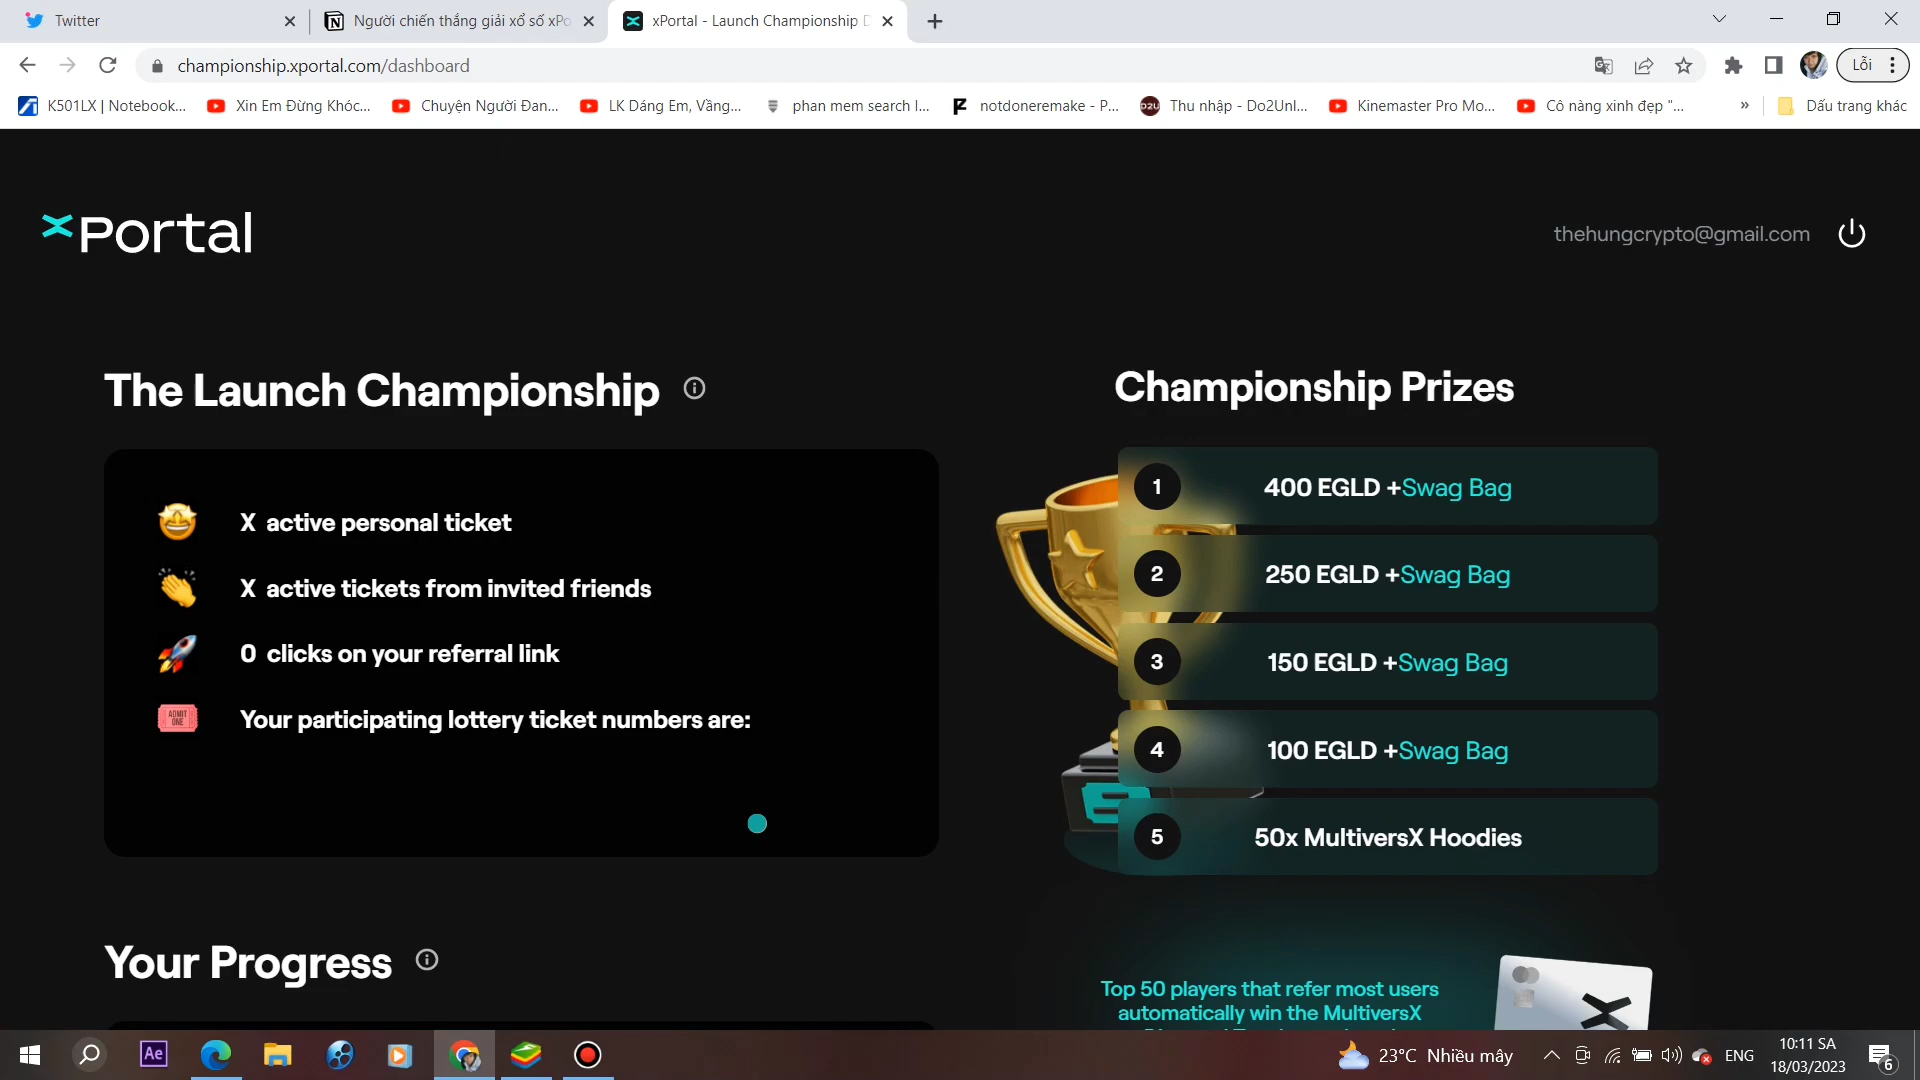 Twitter
Người chiến thắng giải xổ số xPo
xPortal - Launch Championship D
championship.xportal.com/dashboard
Lỗi
K501LX | Notebook...
Xin Em Đừng Khóc...
Chuyện Người Đan...
LK Dáng Em, Vầng...
phan mem search l...
notdoneremake - P...
Thu nhập - Do2Unl...
Kinemaster Pro Mo...
Cô nàng xinh đẹp "...
»
Dấu trang khác
xPortal
thehungcrypto@gmail.com
The Launch Championship
X active personal ticket
X active tickets from invited friends
0 clicks on your referral link
ADMIT ONE
Your participating lottery ticket numbers are:
Your Progress
Championship Prizes
1 400 EGLD +Swag Bag
2 250 EGLD +Swag Bag
3 150 EGLD +Swag Bag
4 100 EGLD +Swag Bag
5 50x MultiversX Hoodies
Top 50 players that refer most users
automatically win the MultiversX
Ae
23°C Nhiều mây
ENG
10:11 SA
18/03/2023
6